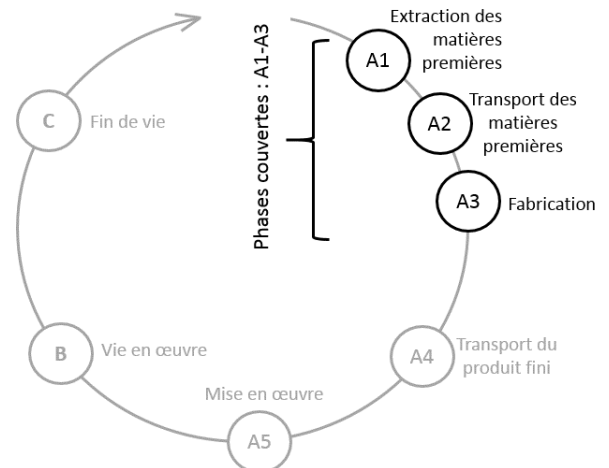 Extraction des
matières
premières
A1
Transport des
matières
premières
A2
A3
Fabrication
Phases couvertes : A1-A3
A4
Transport du
produit fini
Mise en œuvre
A5
B
Vie en œuvre
C
Fin de vie